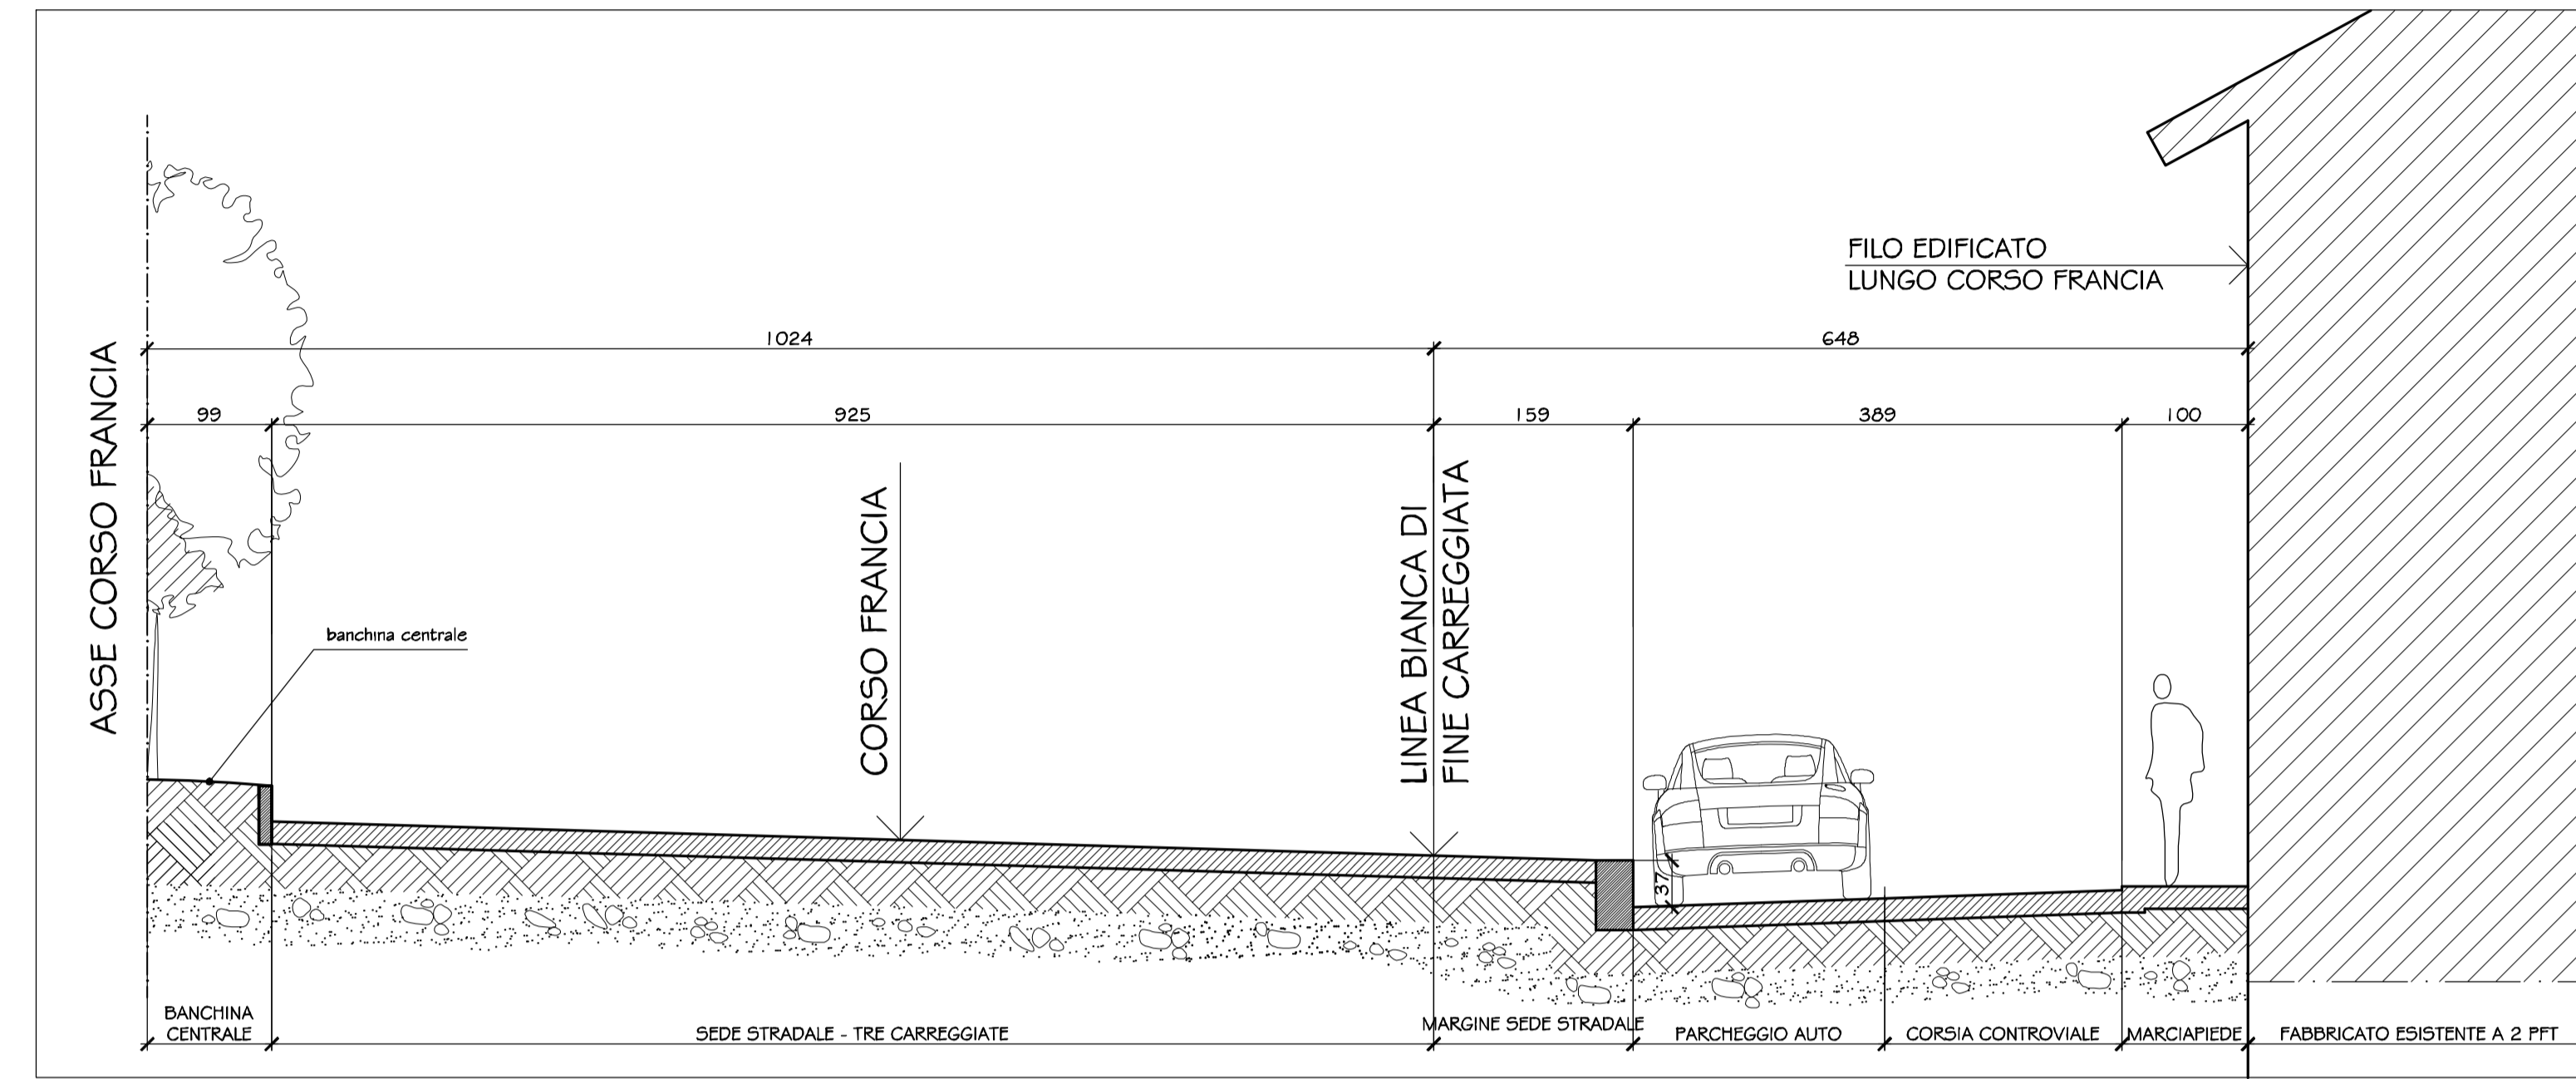 FILO EDIFICATO
LUNGO CORSO FRANCIA
1024
648
99
925
159
389
100
ASSE CORSO FRANCIA
banchina centrale
CORSO FRANCIA
LINEA BIANCA DI
FINE CARREGGIATA
37
BANCHINA
CENTRALE
SEDE STRADALE - TRE CARREGGIATE
MARGINE SEDE STRADALE
PARCHEGGIO AUTO
CORSIA CONTROVIALE
MARCIAPIEDE
FABBRICATO ESISTENTE A 2 PFT